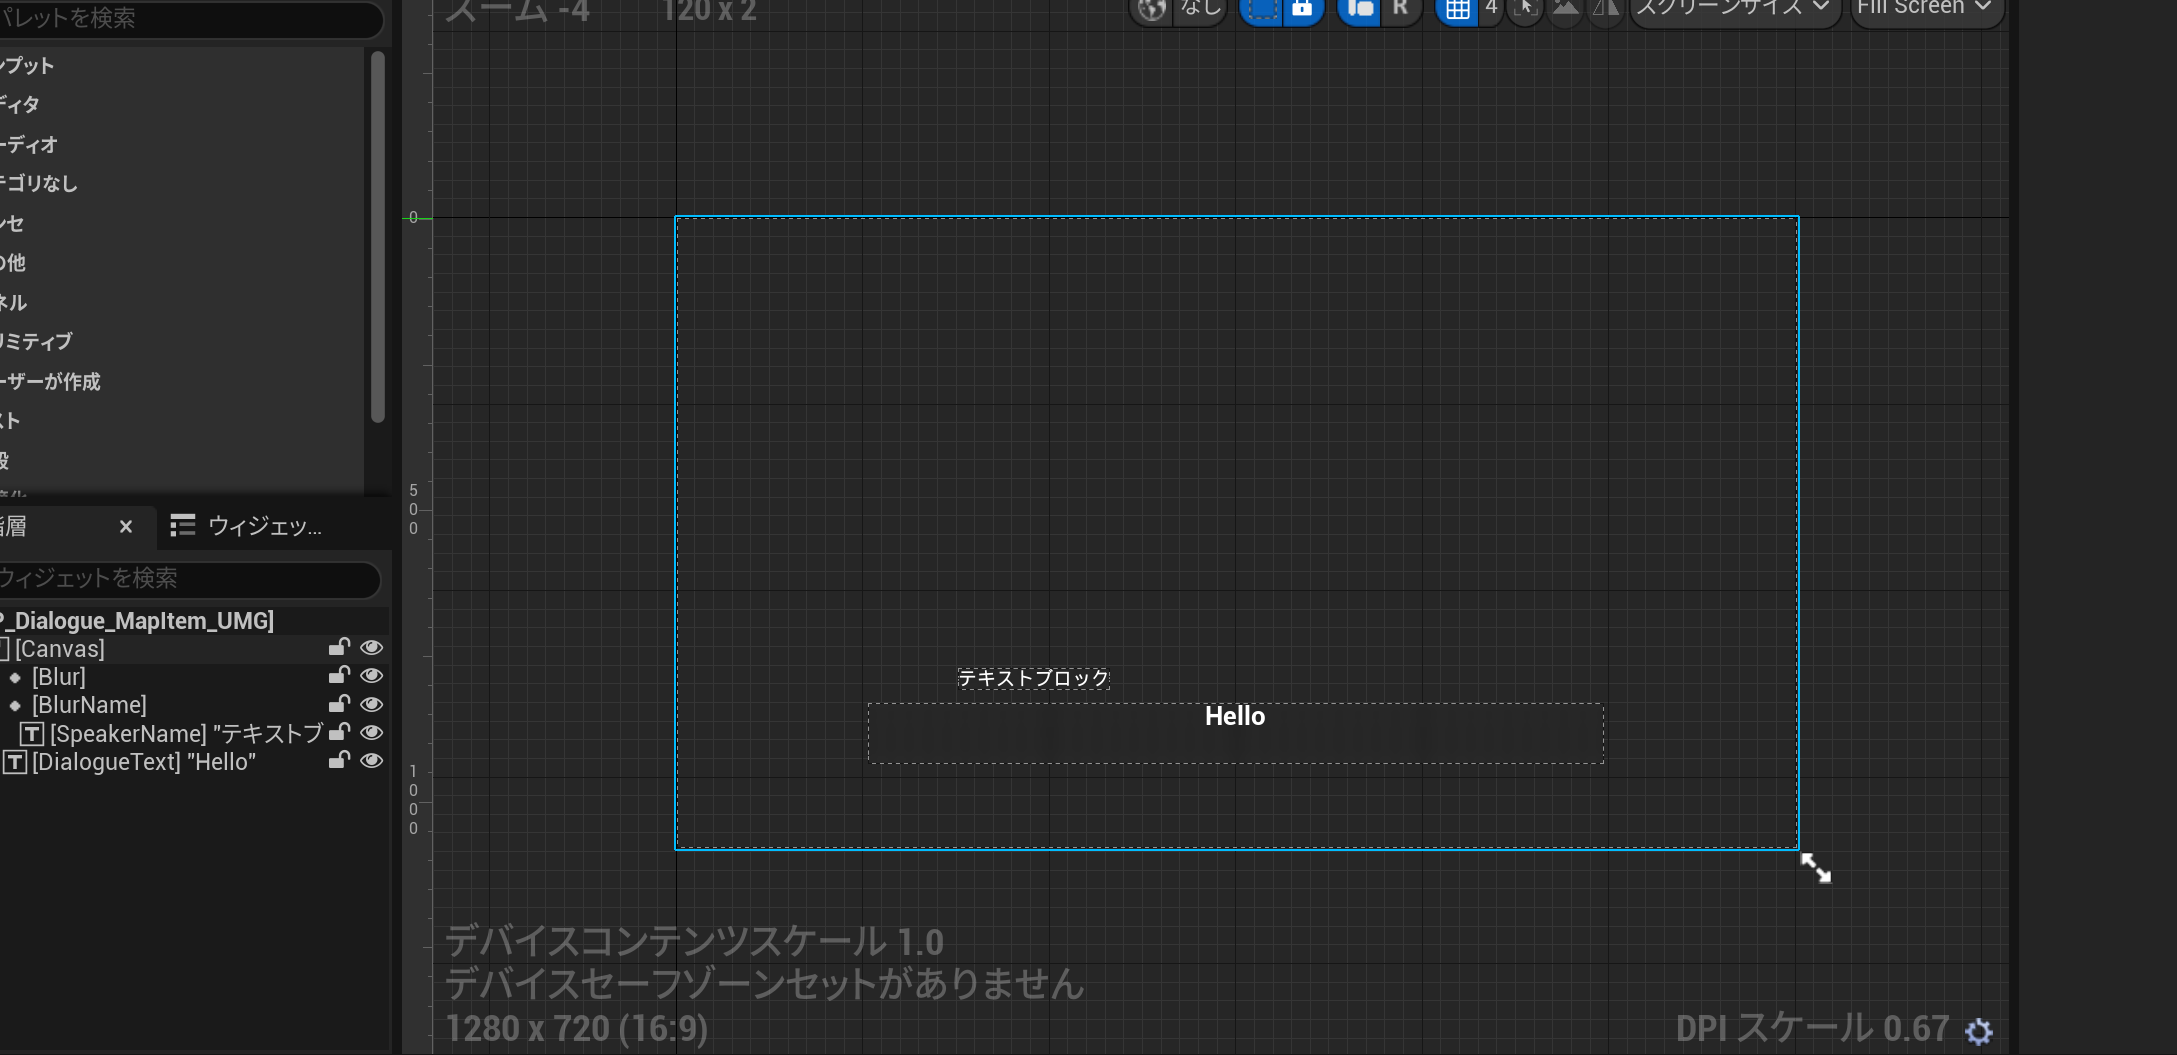 パレットを検索
ンプット
ディタ
ーディオ
テゴリなし
ンセ
の他
ネル
リミティブ
ーザーが作成
スト
段
階層
ウィジェッ...
ウィジェットを検索
P_Dialogue_MapItem_UMG]
[Canvas]
[Blur]
[BlurName]
[SpeakerName] "テキストブ
[DialogueText] "Hello"
ズーム -4
120 x 2
なし
R
4
スクリーンサイズ
Fill Screen
0
500
1000
テキストブロック
Hello
デバイスコンテンツスケール 1.0
デバイスセーフゾーンセットがありません
1280 x 720 (16:9)
DPI スケール 0.67